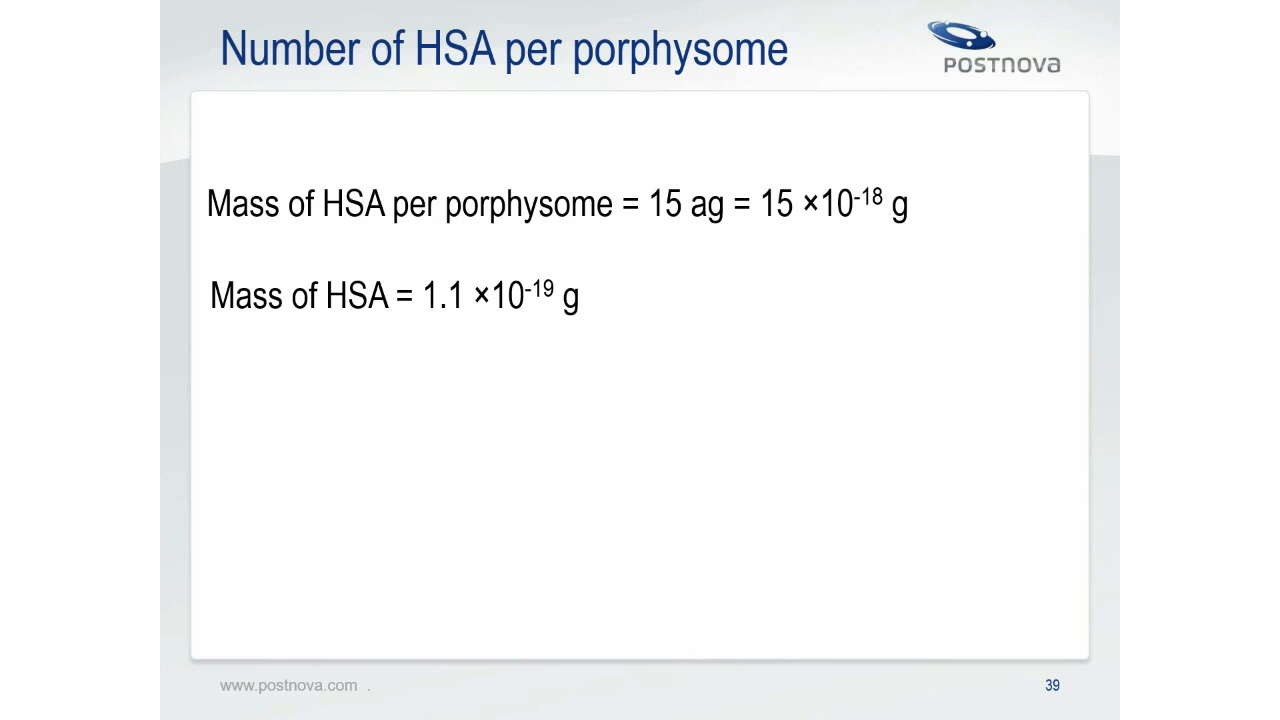 Number of HSA per porphysome
POSTNOVA
Mass of HSA per porphysome = 15 ag = 15 ×10⁻¹⁸ g
Mass of HSA = 1.1 ×10⁻¹⁹ g
www.postnova.com .
39